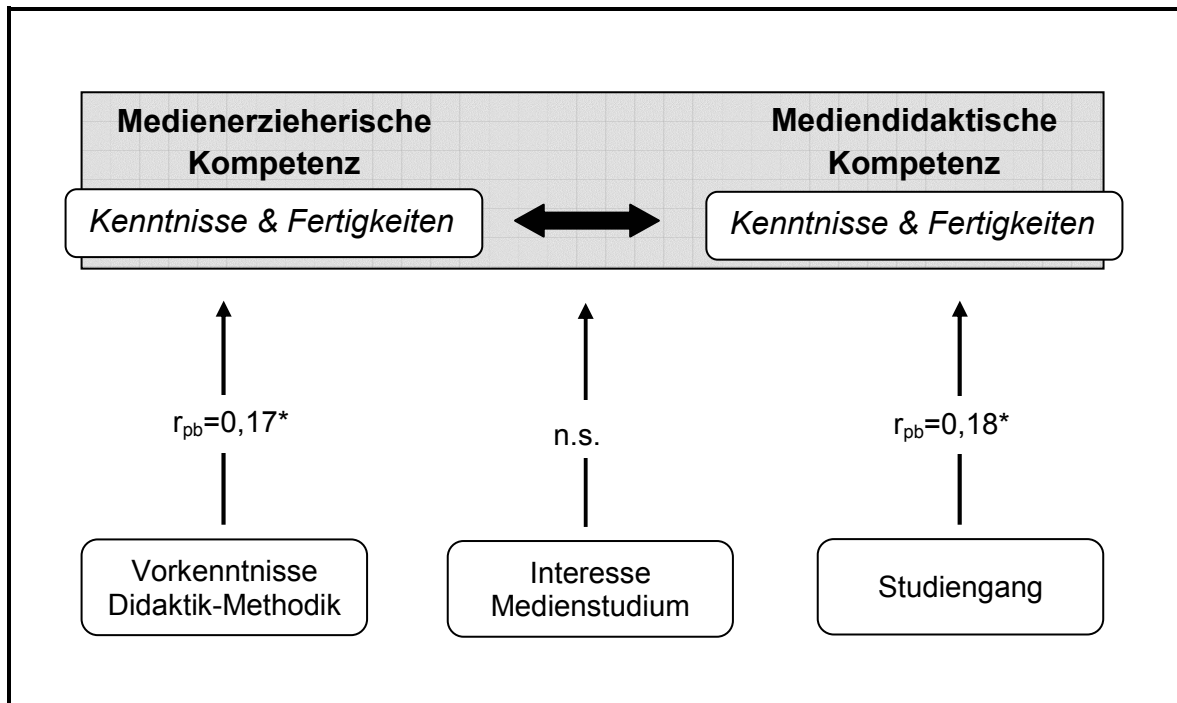 Medienerzieherische
Kompetenz
Kenntnisse & Fertigkeiten
Mediendidaktische
Kompetenz
Kenntnisse & Fertigkeiten
r_pb=0,17*
n.s.
r_pb=0,18*
Vorkenntnisse
Didaktik-Methodik
Interesse
Medienstudium
Studiengang